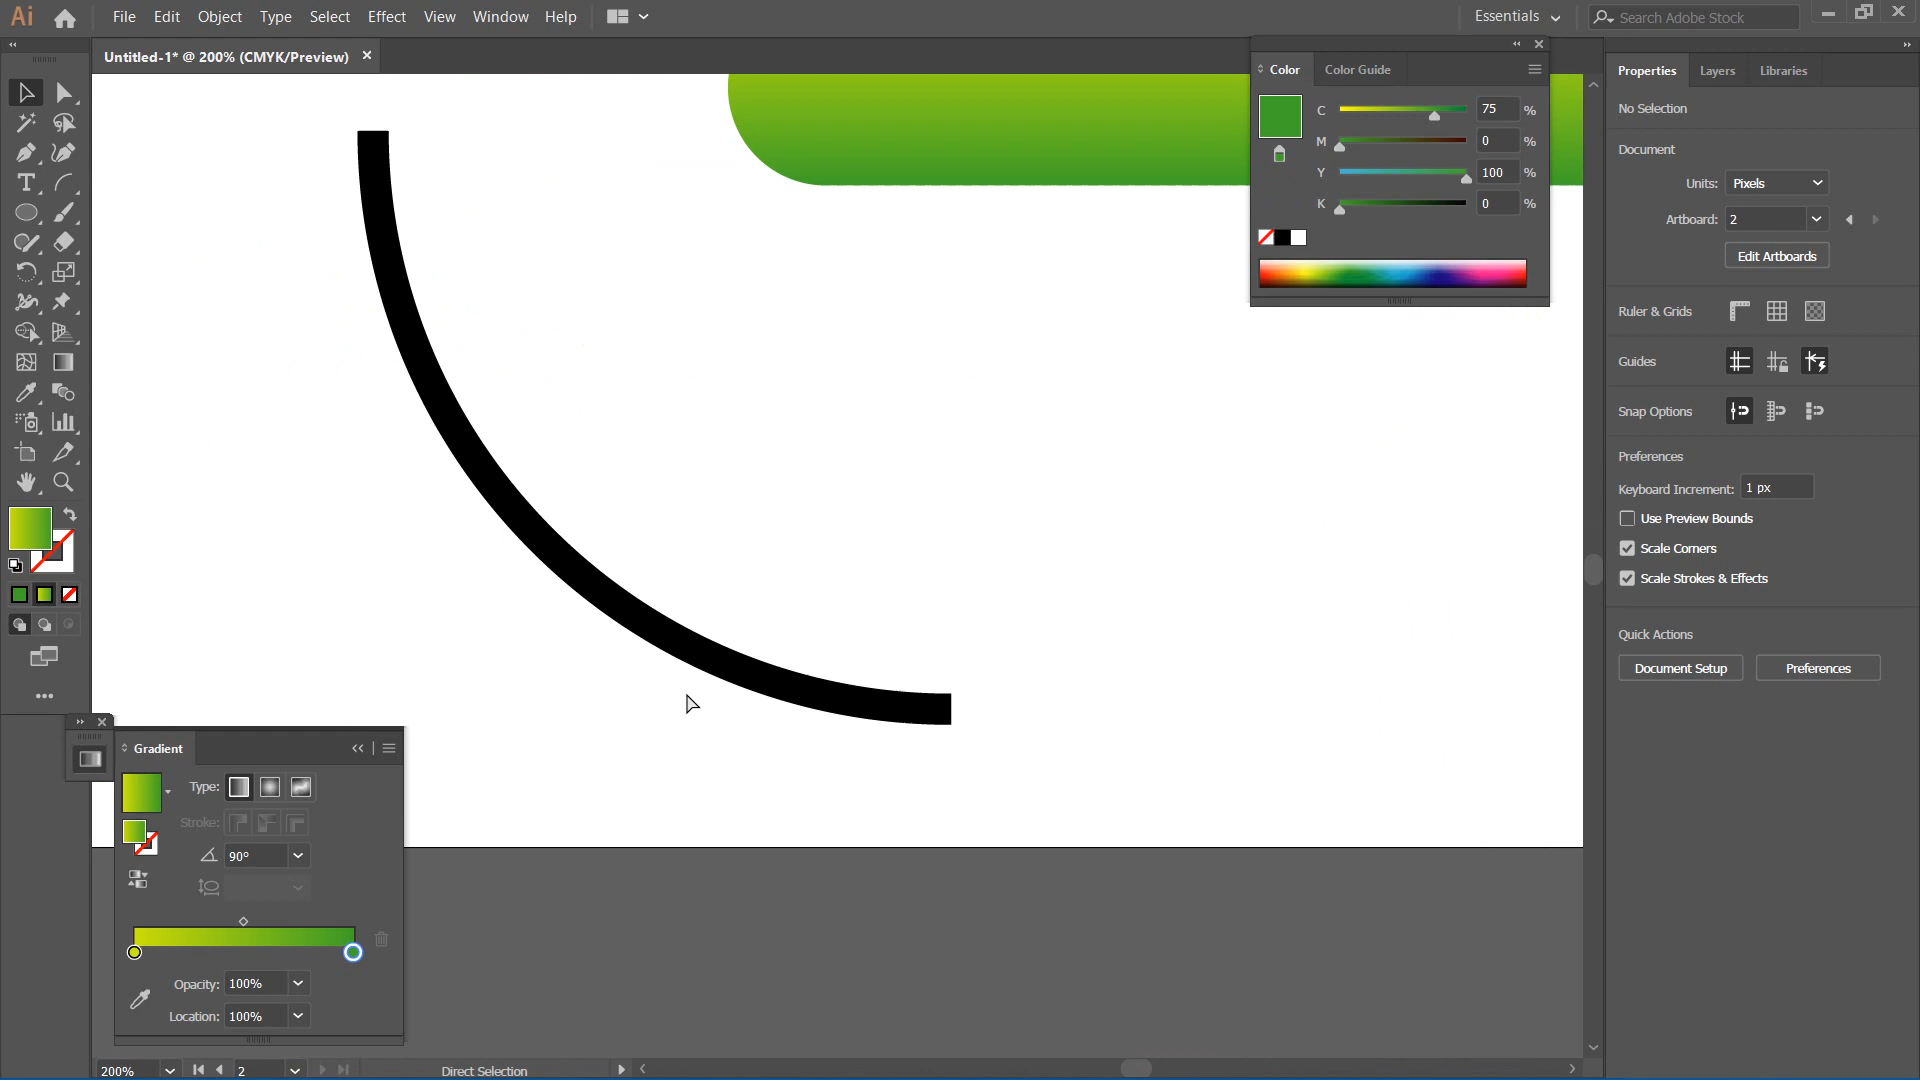 Ai
File Edit Object Type Select Effect View Window Help
Essentials
Search Adobe Stock
Untitled-1* @ 200% (CMYK/Preview)
Color Color Guide
C 75 %
M 0 %
Y 100 %
K 0 %
Properties Layers Libraries
No Selection
Document
Units: Pixels
Artboard: 2
Edit Artboards
Ruler & Grids
Guides
Snap Options
Preferences
Keyboard Increment: 1 px
Use Preview Bounds
Scale Corners
Scale Strokes & Effects
Quick Actions
Document Setup Preferences
Gradient
Type:
Stroke:
90°
Opacity: 100%
Location: 100%
200% 2 Direct Selection